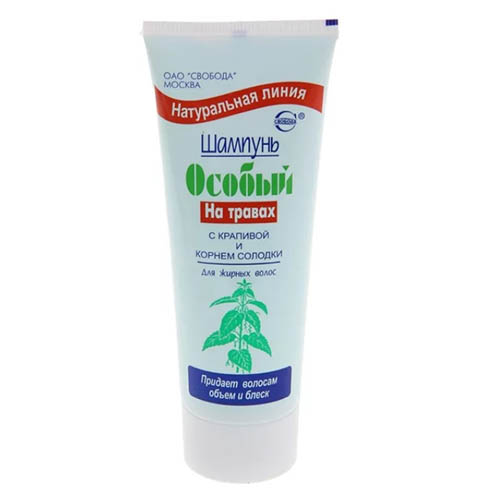 ОАО "СВОБОДА"
МОСКВА
Натуральная линия
СВОБОДА ®
Шампунь
Особый
На травах
С КРАПИВОЙ
И
КОРНЕМ СОЛОДКИ
Для жирных волос
Придает волосам
объем и блеск